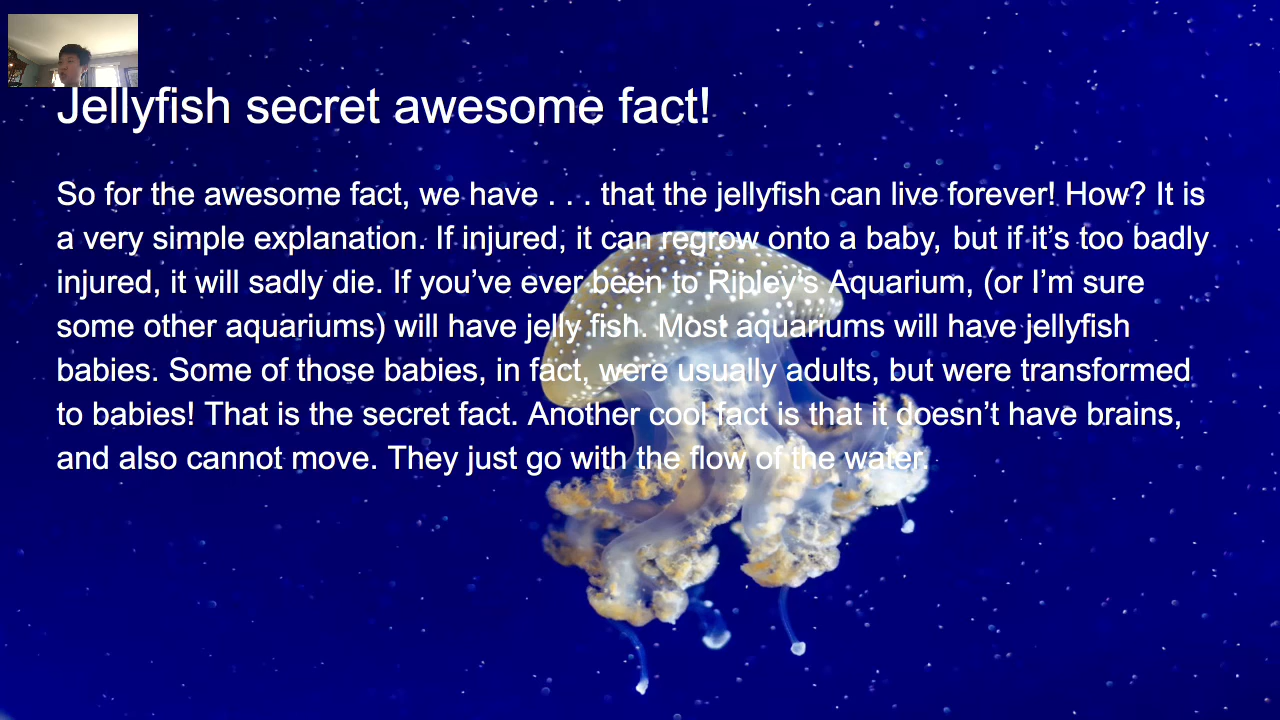 Jellyfish secret awesome fact!
So for the awesome fact, we have . . . that the jellyfish can live forever! How? It is
a very simple explanation. If injured, it can regrow onto a baby, but if it’s too badly
injured, it will sadly die. If you’ve ever been to Ripley’s Aquarium, (or I’m sure
some other aquariums) will have jelly fish. Most aquariums will have jellyfish
babies. Some of those babies, in fact, were usually adults, but were transformed
to babies! That is the secret fact. Another cool fact is that it doesn’t have brains,
and also cannot move. They just go with the flow of the water.